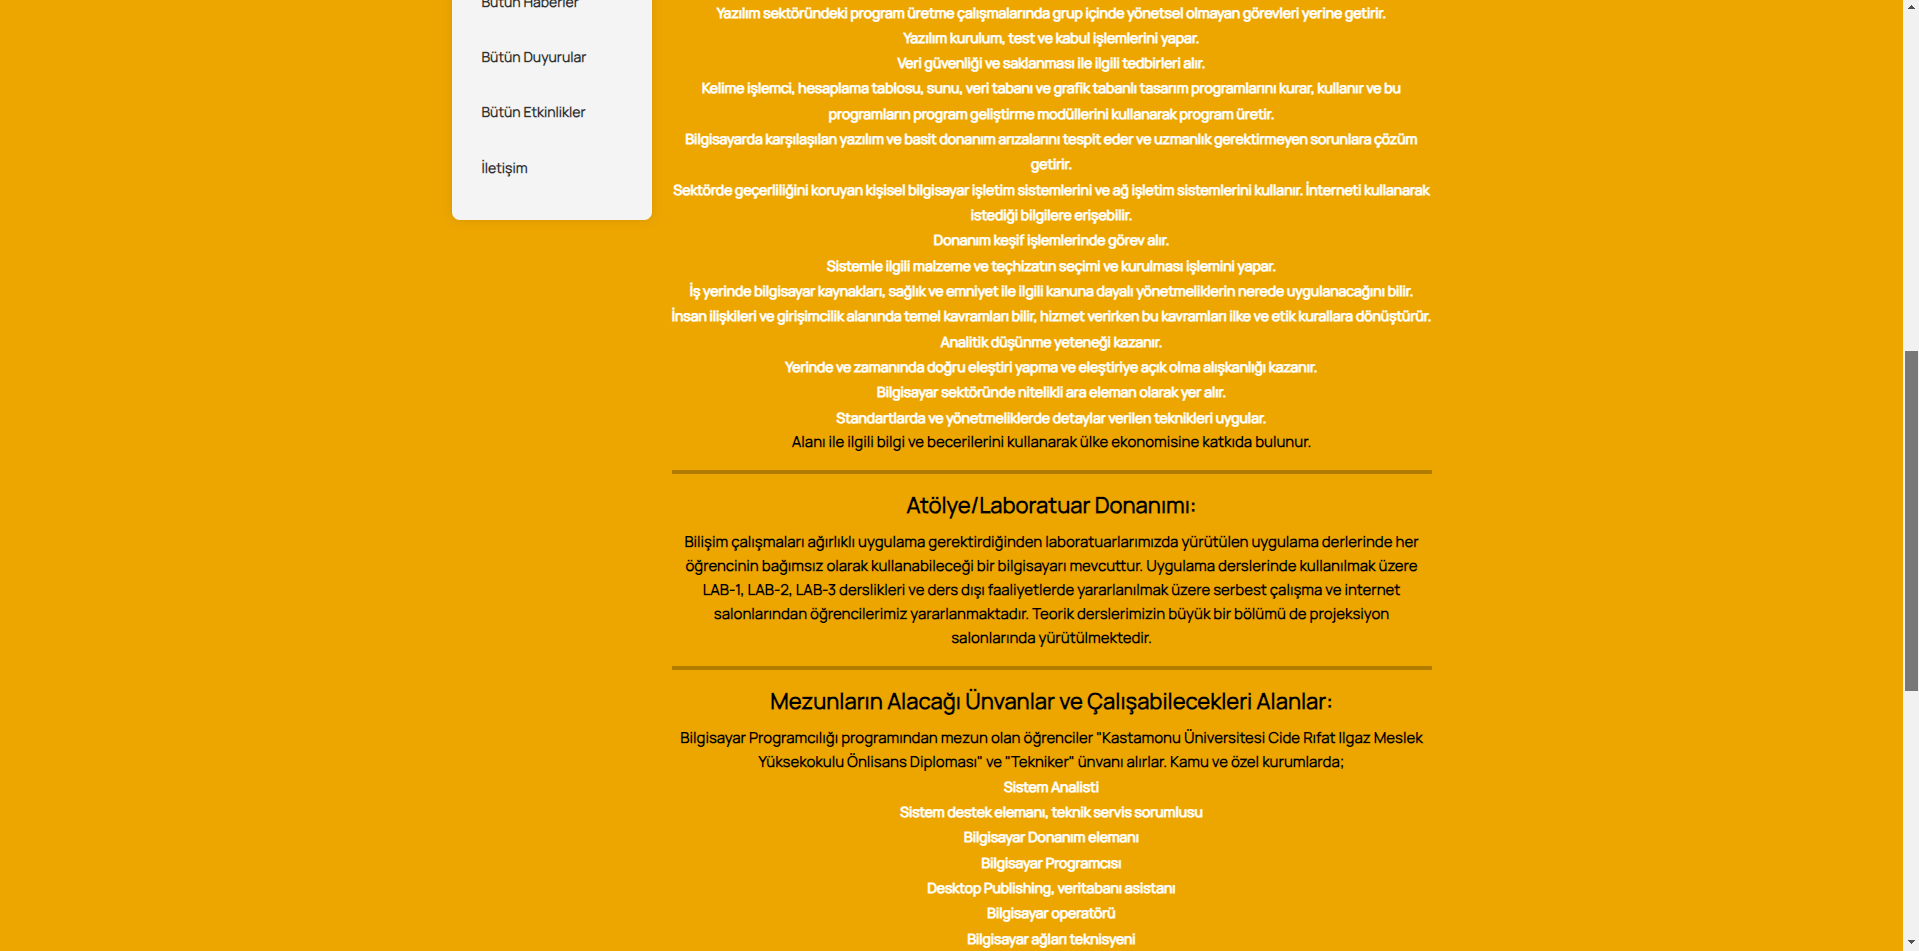 Bütün Haberler
Bütün Duyurular
Bütün Etkinlikler
İletişim
Yazılım sektöründeki program üretme çalışmalarında grup içinde yönetsel olmayan görevleri yerine getirir.
Yazılım kurulum, test ve kabul işlemlerini yapar.
Veri güvenliği ve saklanması ile ilgili tedbirleri alır.
Kelime işlemci, hesaplama tablosu, sunu, veri tabanı ve grafik tabanlı tasarım programlarını kurar, kullanır ve bu
programların program geliştirme modüllerini kullanarak program üretir.
Bilgisayarda karşılaşılan yazılım ve basit donanım arızalarını tespit eder ve uzmanlık gerektirmeyen sorunlara çözüm
getirir.
Sektörde geçerliliğini koruyan kişisel bilgisayar işletim sistemlerini ve ağ işletim sistemlerini kullanır. İnterneti kullanarak
istediği bilgilere erişebilir.
Donanım keşif işlemlerinde görev alır.
Sistemle ilgili malzeme ve teçhizatın seçimi ve kurulması işlemini yapar.
İş yerinde bilgisayar kaynakları, sağlık ve emniyet ile ilgili kanuna dayalı yönetmeliklerin nerede uygulanacağını bilir.
İnsan ilişkileri ve girişimcilik alanında temel kavramları bilir, hizmet verirken bu kavramları ilke ve etik kurallara dönüştürür.
Analitik düşünme yeteneği kazanır.
Yerinde ve zamanında doğru eleştiri yapma ve eleştiriye açık olma alışkanlığı kazanır.
Bilgisayar sektöründe nitelikli ara eleman olarak yer alır.
Standartlarda ve yönetmeliklerde detaylar verilen teknikleri uygular.
Alanı ile ilgili bilgi ve becerilerini kullanarak ülke ekonomisine katkıda bulunur.
Atölye/Laboratuar Donanımı:
Bilişim çalışmaları ağırlıklı uygulama gerektirdiğinden laboratuarlarımızda yürütülen uygulama derlerinde her
öğrencinin bağımsız olarak kullanabileceği bir bilgisayarı mevcuttur. Uygulama derslerinde kullanılmak üzere
LAB-1, LAB-2, LAB-3 derslikleri ve ders dışı faaliyetlerde yararlanılmak üzere serbest çalışma ve internet
salonlarından öğrencilerimiz yararlanmaktadır. Teorik derslerimizin büyük bir bölümü de projeksiyon
salonlarında yürütülmektedir.
Mezunların Alacağı Ünvanlar ve Çalışabilecekleri Alanlar:
Bilgisayar Programcılığı programından mezun olan öğrenciler "Kastamonu Üniversitesi Cide Rıfat Ilgaz Meslek
Yüksekokulu Önlisans Diploması" ve "Tekniker" ünvanı alırlar. Kamu ve özel kurumlarda;
Sistem Analisti
Sistem destek elemanı, teknik servis sorumlusu
Bilgisayar Donanım elemanı
Bilgisayar Programcısı
Desktop Publishing, veritabanı asistanı
Bilgisayar operatörü
Bilgisayar ağları teknisyeni